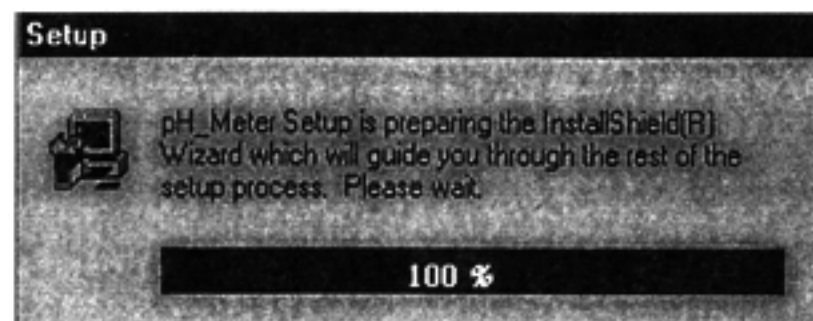 Setup
pH_Meter Setup is preparing the InstallShield(R)
Wizard which will guide you through the rest of the
setup process. Please wait.
100 %